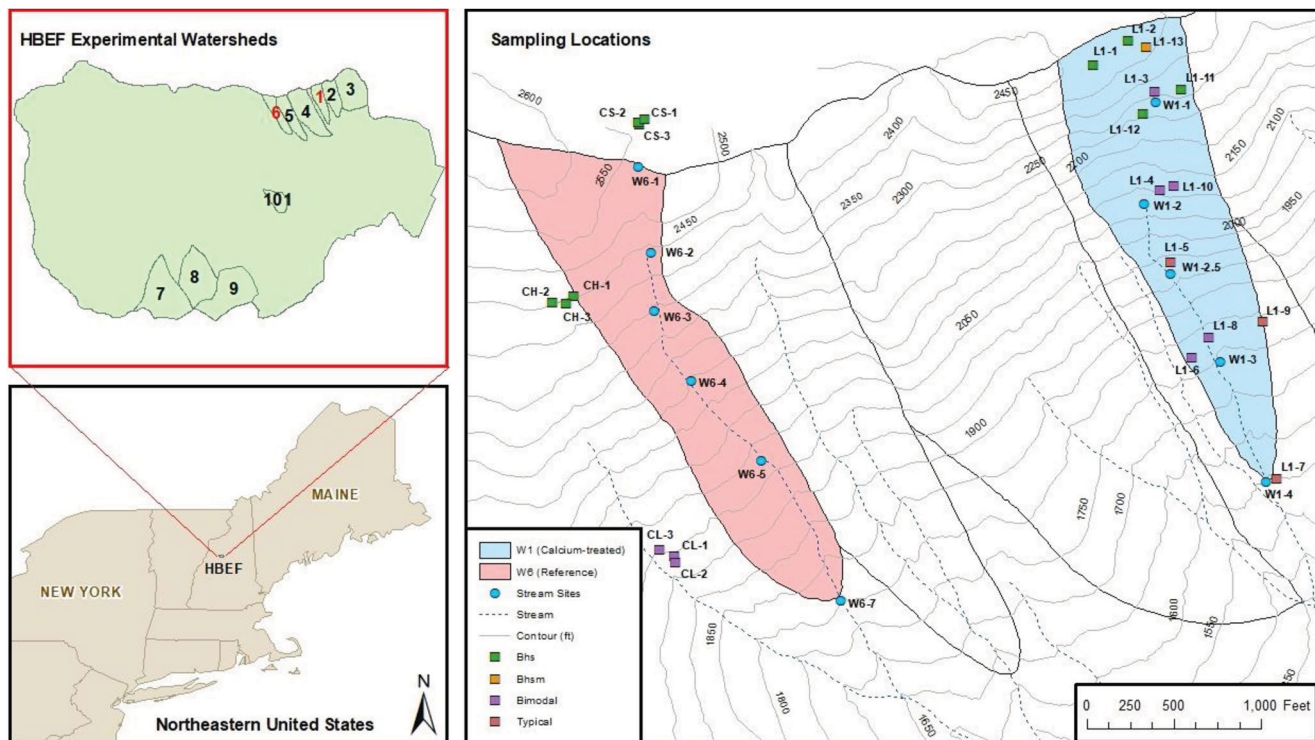 HBEF Experimental Watersheds
6
5
4
1
2
3
101
7
8
9
MAINE
NEW YORK
HBEF
N
Northeastern United States
Sampling Locations
L1-2
L1-1
L1-13
L1-3
L1-11
W1-1
L1-12
2450
2400
2600
CS-2
CS-1
CS-3
2500
2550
W6-1
2250
2200
2100
2150
L1-4
L1-10
W1-2
1950
2350
2300
2000
2450
W6-2
L1-5
W1-2.5
CH-2
CH-1
CH-3
W6-3
2050
L1-9
L1-8
L1-6
W1-3
W6-4
1900
W6-5
L1-7
W1-4
1750
1700
CL-3
CL-1
CL-2
W6-7
1850
1800
1650
1600
1550
W1 (Calcium-treated)
W6 (Reference)
Stream Sites
Stream
Contour (ft)
Bhs
Bhsm
Bimodal
Typical
0 250 500 1,000 Feet